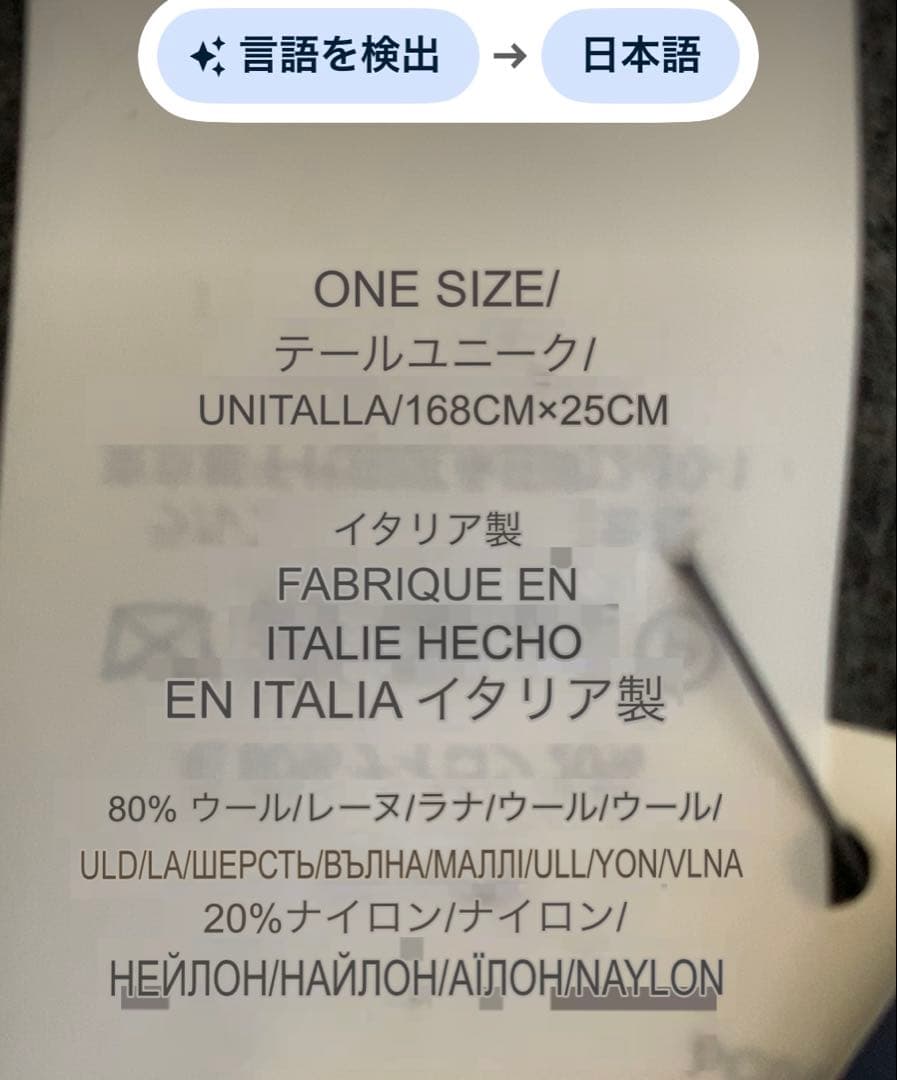 言語を検出 → 日本語
ONE SIZE/
テールユニーク/
UNITALLA/168CM×25CM
イタリア製
FABRIQUE EN
ITALIE HECHO
EN ITALIA イタリア製
80% ウール/レーヌ/ラナ/ウール/ウール/
ULD/LA/ШЕРСТЬ/ВЪЛНА/МАЛЛІ/ULL/YON/VLNA
20%ナイロン/ナイロン/
НЕЙЛОН/НАЙЛОН/ΑΪΛΟΗ/NAYLON